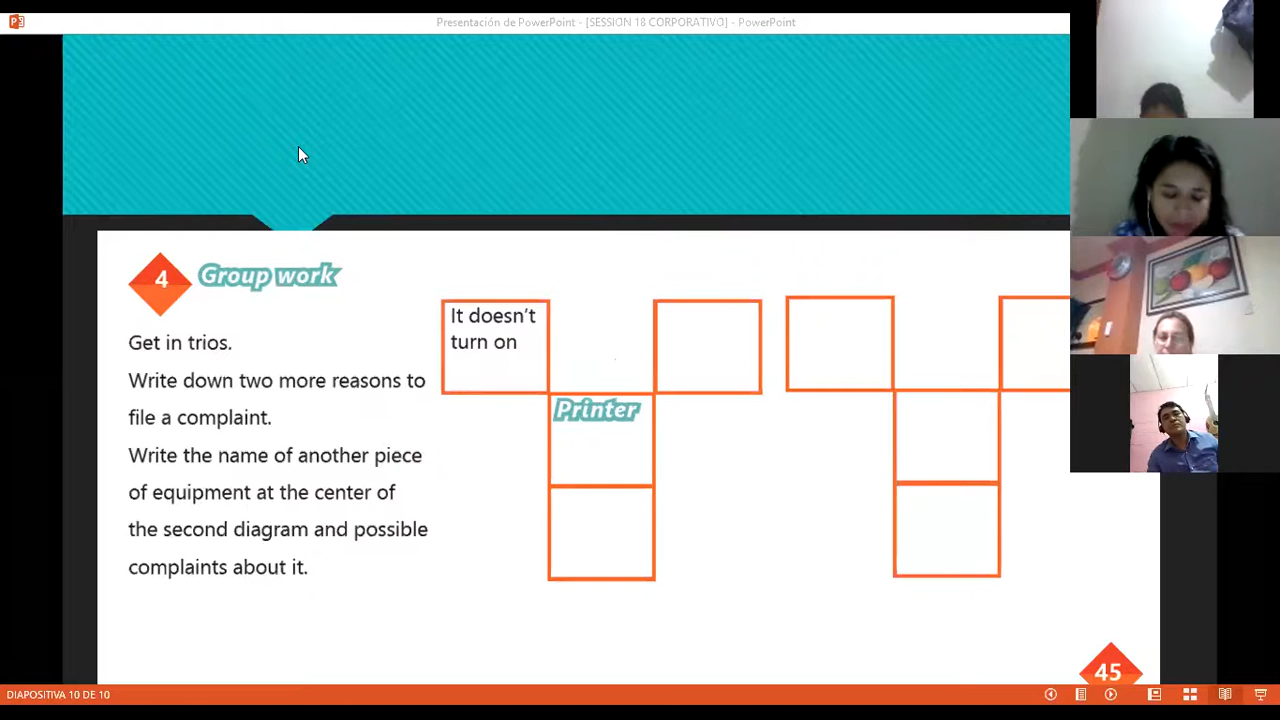 Presentación de PowerPoint - [SESSION 18 CORPORATIVO] - PowerPoint
4
Group work
Get in trios.
Write down two more reasons to
file a complaint.
Write the name of another piece
of equipment at the center of
the second diagram and possible
complaints about it.
It doesn't
turn on
Printer
45
DIAPOSITIVA 10 DE 10